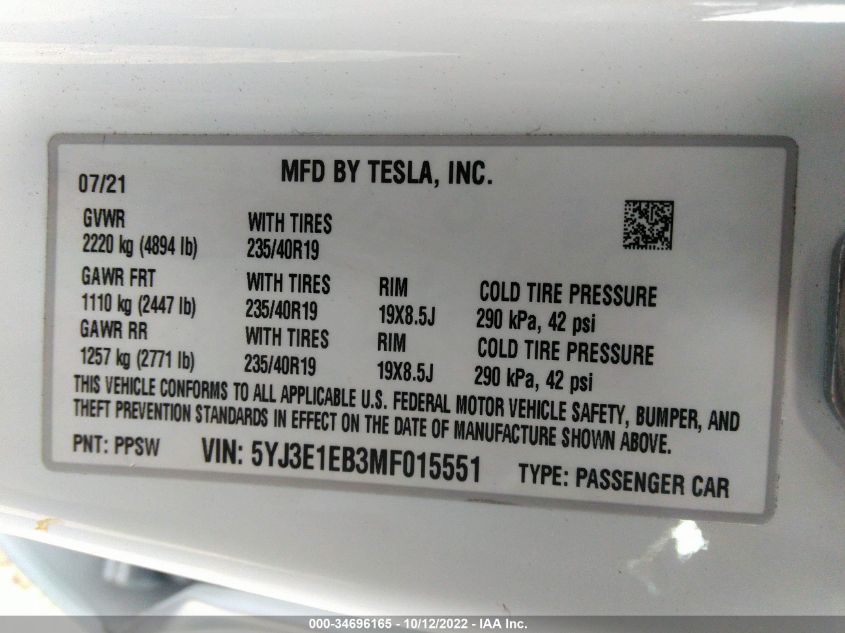 MFD BY TESLA, INC.
07/21
GVWR WITH TIRES
2220 kg (4894 lb) 235/40R19
GAWR FRT WITH TIRES RIM COLD TIRE PRESSURE
1110 kg (2447 lb) 235/40R19 19X8.5J 290 kPa, 42 psi
GAWR RR WITH TIRES RIM COLD TIRE PRESSURE
1257 kg (2771 lb) 235/40R19 19X8.5J 290 kPa, 42 psi
THIS VEHICLE CONFORMS TO ALL APPLICABLE U.S. FEDERAL MOTOR VEHICLE SAFETY, BUMPER, AND
THEFT PREVENTION STANDARDS IN EFFECT ON THE DATE OF MANUFACTURE SHOWN ABOVE.
PNT: PPSW VIN: 5YJ3E1EB3MF015551 TYPE: PASSENGER CAR
000-34696165 - 10/12/2022 - IAA Inc.